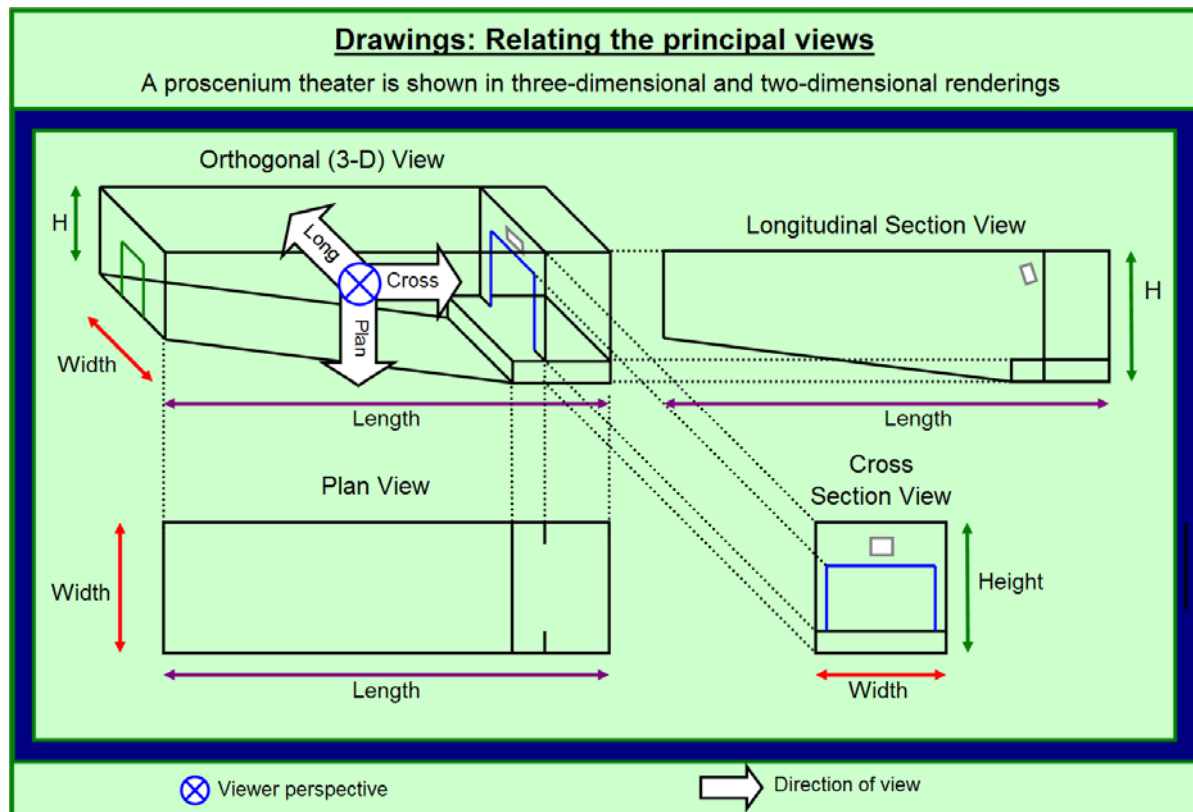 Drawings: Relating the principal views
A proscenium theater is shown in three-dimensional and two-dimensional renderings
Orthogonal (3-D) View
H
Long
Cross
Plan
Width
Length
Longitudinal Section View
H
Length
Plan View
Width
Length
Cross
Section View
Height
Width
Viewer perspective
Direction of view